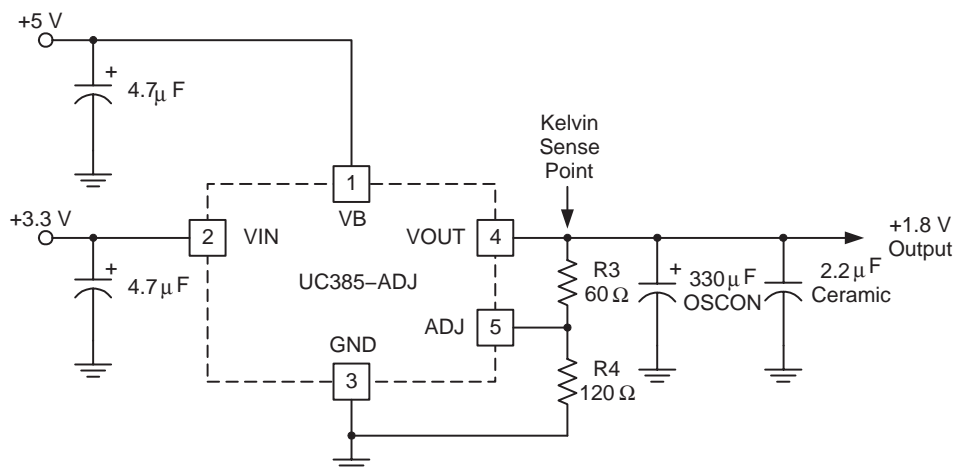 +5 V
+
4.7μ F
Kelvin
Sense
Point
1
VB
+3.3 V
2
VIN
VOUT
4
+1.8 V
Output
+
4.7μ F
UC385–ADJ
R3
60 Ω
+
330μ F
OSCON
2.2μ F
Ceramic
ADJ
5
GND
3
R4
120 Ω